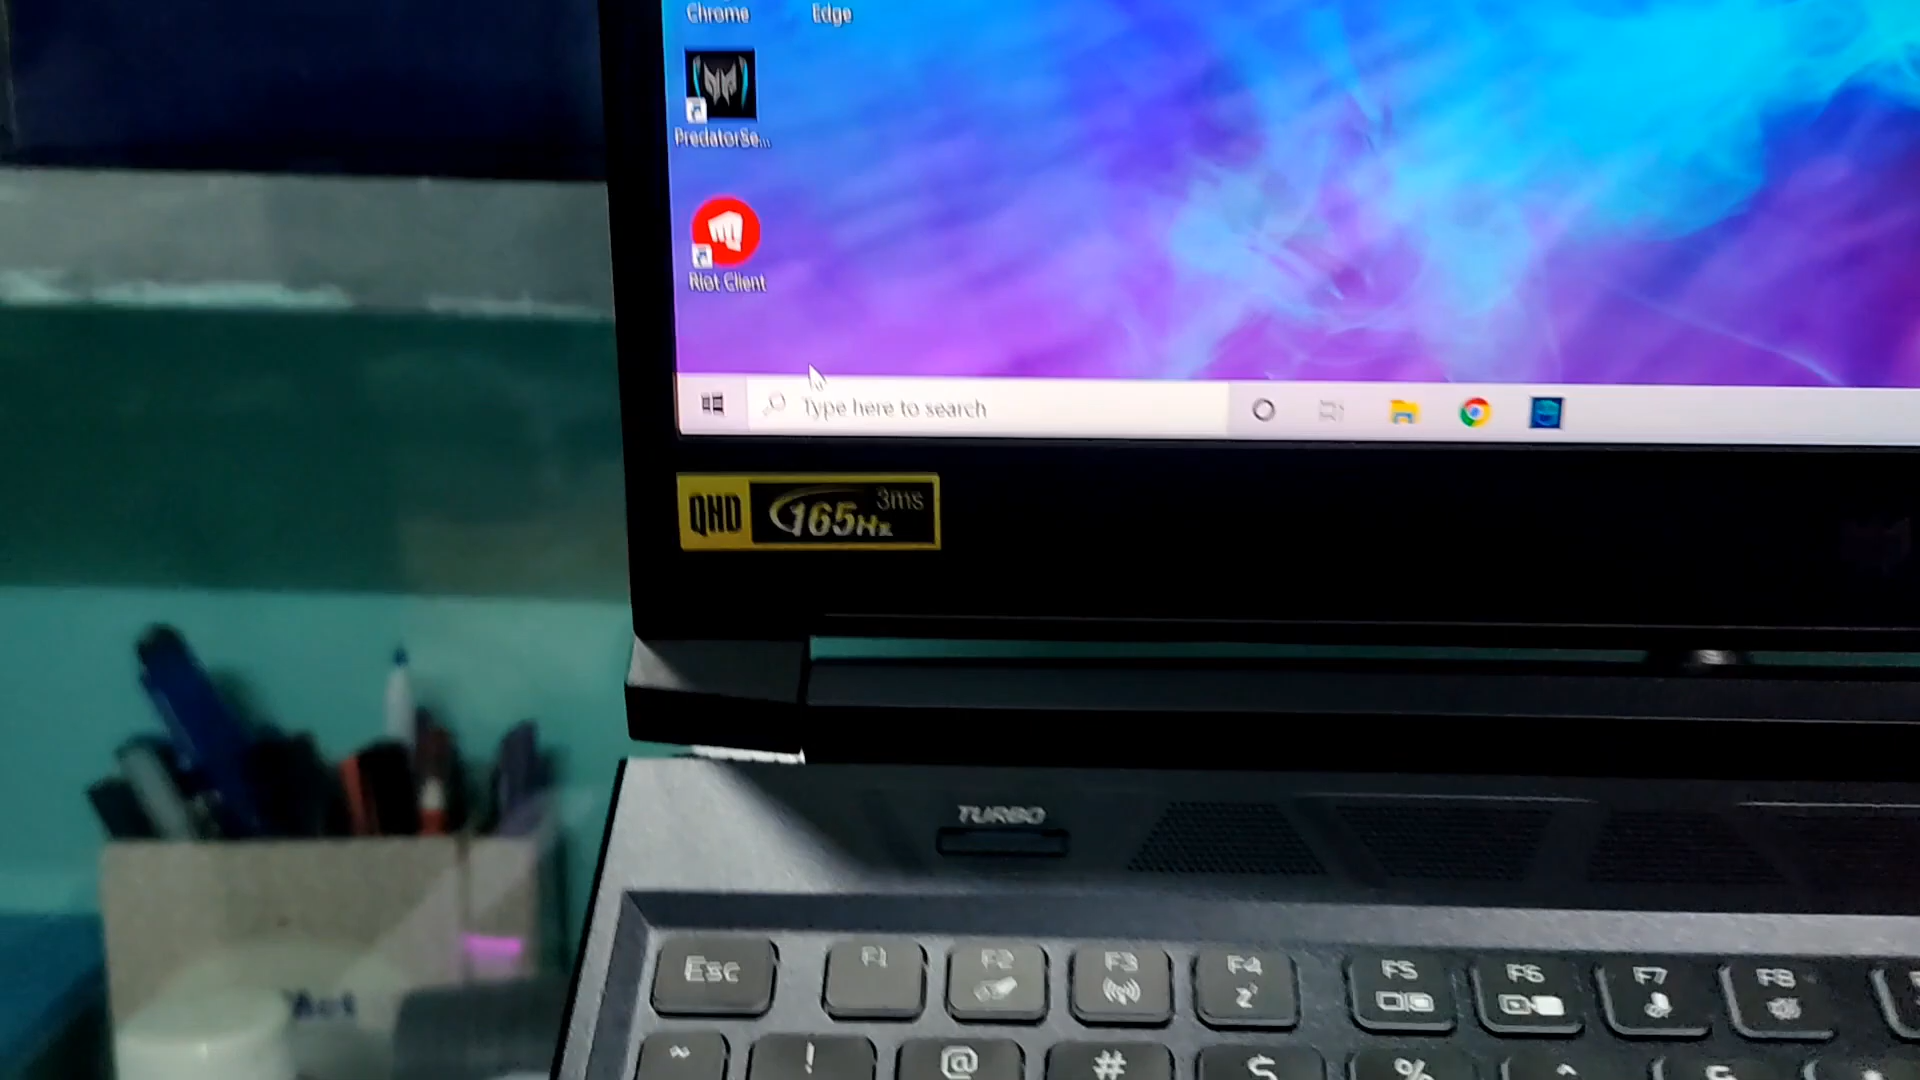 Chrome
Edge
PredatorSe...
Riot Client
Type here to search
QHD 165Hz 3ms
TURBO
Esc F1 F2 F3 F4 F5 F6 F7 F8
z
~ ! @ # $ % ^